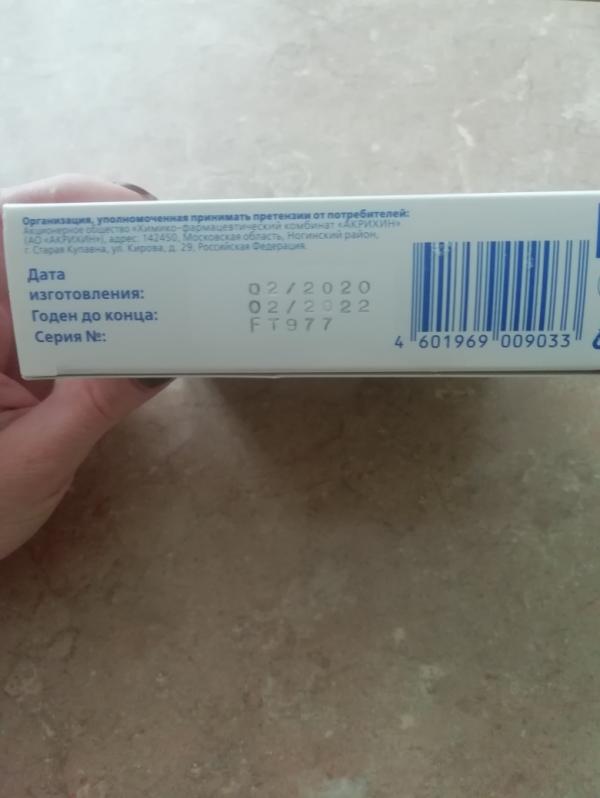 Организация, уполномоченная принимать претензии от потребителей:
Акционерное общество «Химико-фармацевтический комбинат «АКРИХИН»
(АО «АКРИХИН»), адрес: 142450, Московская область, Ногинский район,
г. Старая Купавна, ул. Кирова, д. 29, Российская Федерация.
Дата
изготовления: 02/2020
Годен до конца: 02/2022
Серия №: FT977
4 601969 009033